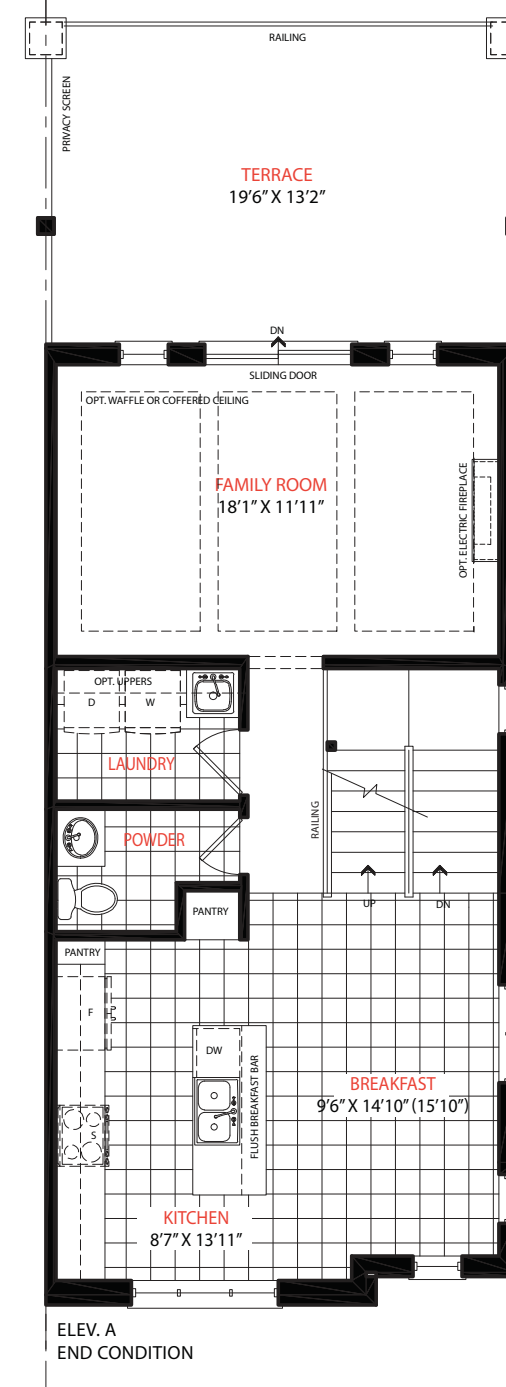 RAILING
PRIVACY SCREEN
TERRACE
19'6" X 13'2"
DN
SLIDING DOOR
OPT. WAFFLE OR COFFERED CEILING
FAMILY ROOM
18'1" X 11'11"
OPT. ELECTRIC FIREPLACE
OPT. UPPERS
D
W
LAUNDRY
POWDER
RAILING
UP
DN
PANTRY
PANTRY
F
DW
FLUSH BREAKFAST BAR
BREAKFAST
9'6" X 14'10" (15'10")
S
KITCHEN
8'7" X 13'11"
ELEV. A
END CONDITION